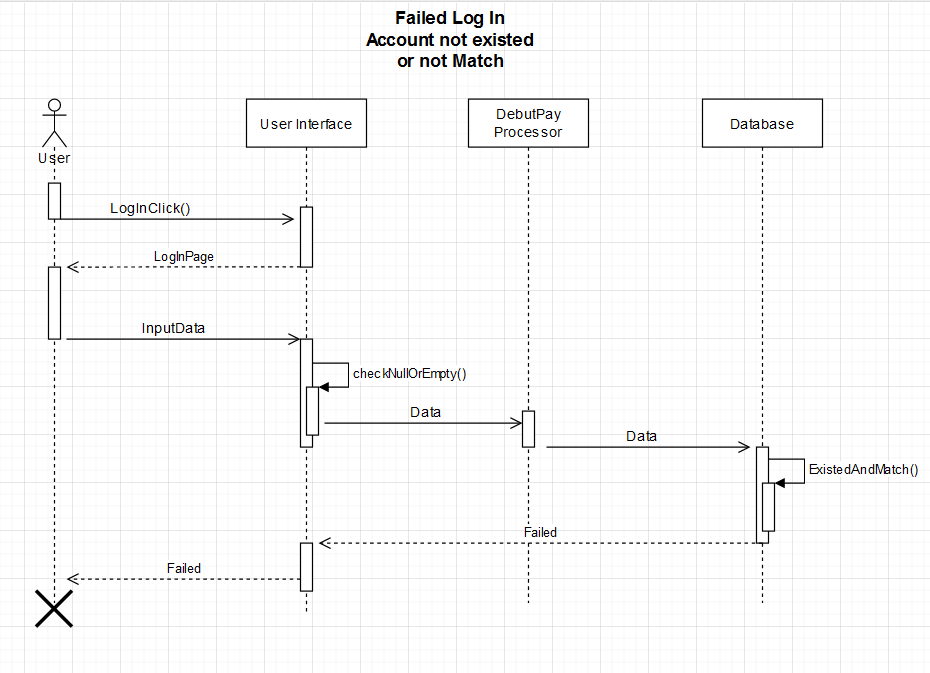 Failed Log In
Account not existed
or not Match
User
User Interface
DebutPay
Processor
Database
LogInClick()
LogInPage
InputData
checkNullOrEmpty()
Data
Data
ExistedAndMatch()
Failed
Failed